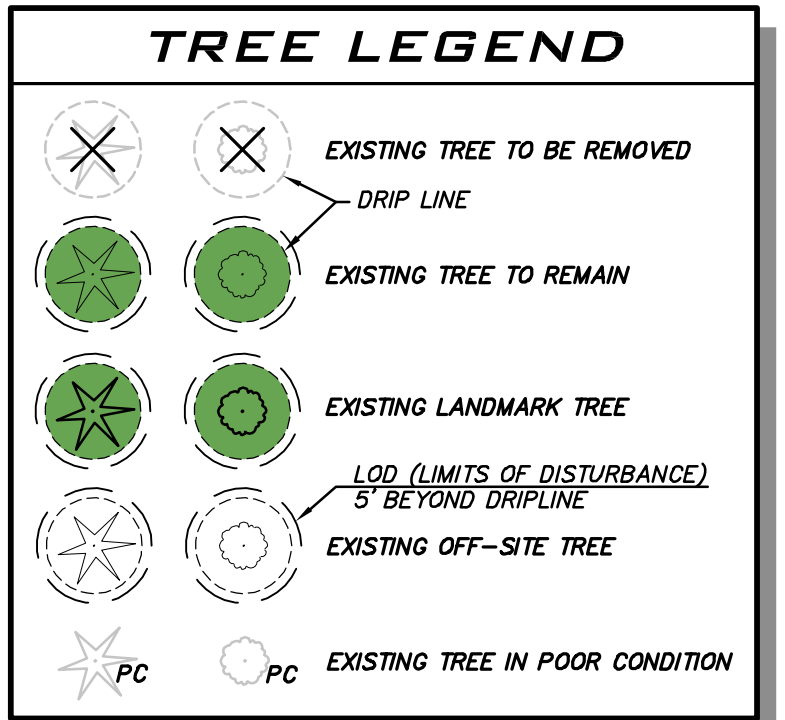 TREE LEGEND
EXISTING TREE TO BE REMOVED
DRIP LINE
EXISTING TREE TO REMAIN
EXISTING LANDMARK TREE
LOD (LIMITS OF DISTURBANCE)
5' BEYOND DRIPLINE
EXISTING OFF-SITE TREE
PC PC EXISTING TREE IN POOR CONDITION